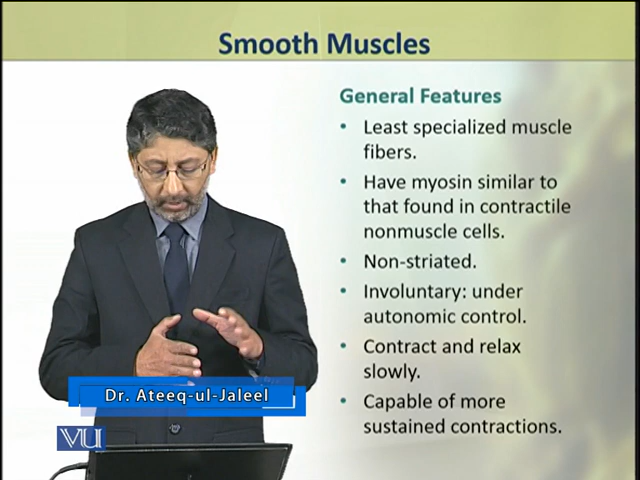 Smooth Muscles
General Features
• Least specialized muscle
fibers.
• Have myosin similar to
that found in contractile
nonmuscle cells.
• Non-striated.
• Involuntary: under
autonomic control.
• Contract and relax
slowly.
• Capable of more
sustained contractions.
Dr. Ateeq-ul-Jaleel
VU